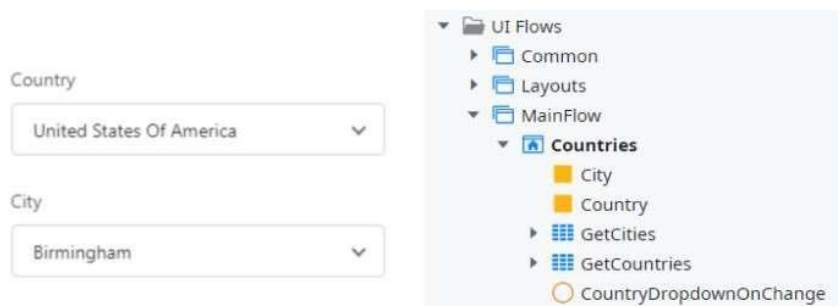 Country
United States Of America
City
Birmingham
UI Flows
Common
Layouts
MainFlow
Countries
City
Country
GetCities
GetCountries
CountryDropdownOnChange